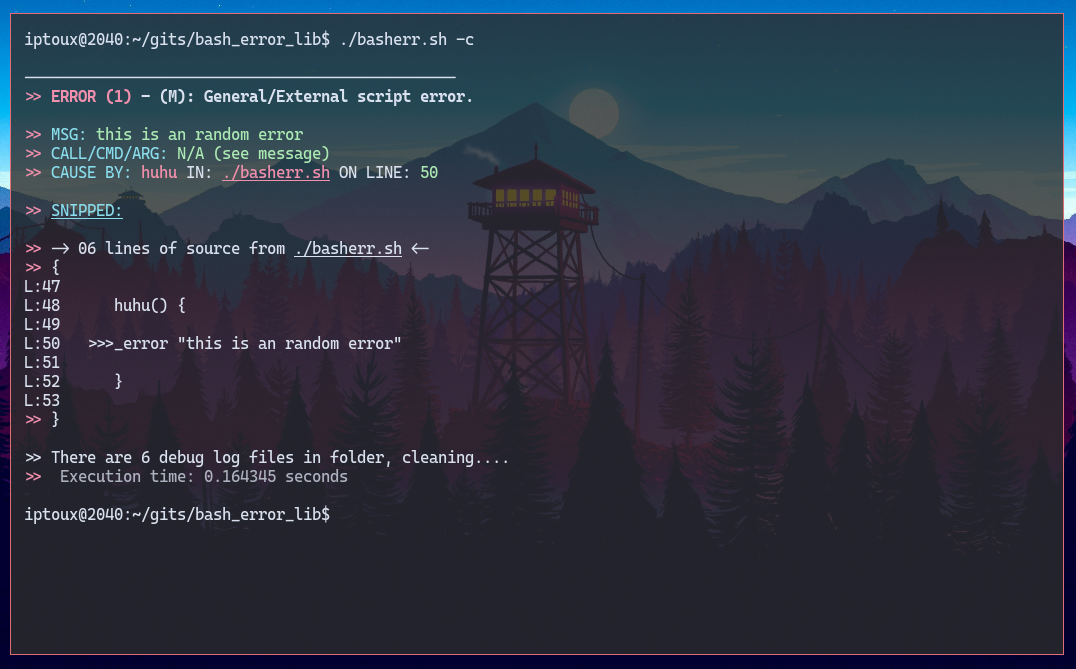 iptoux@2040:~/gits/bash_error_lib$ ./basherr.sh -c
________________________________________________
>> ERROR (1) - (M): General/External script error.
>> MSG: this is an random error
>> CALL/CMD/ARG: N/A (see message)
>> CAUSE BY: huhu IN: ./basherr.sh ON LINE: 50
>> SNIPPED:
>> -> 06 lines of source from ./basherr.sh <-
>> {
L:47
L:48      huhu() {
L:49
L:50   >>>_error "this is an random error"
L:51
L:52      }
L:53
>> }
>> There are 6 debug log files in folder, cleaning....
>>  Execution time: 0.164345 seconds
iptoux@2040:~/gits/bash_error_lib$